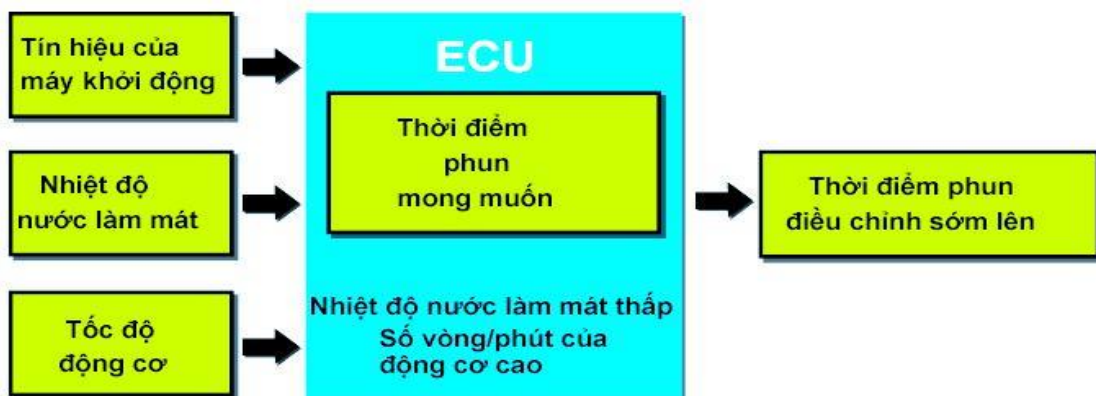 Tín hiệu của
máy khởi động
Nhiệt độ
nước làm mát
Tốc độ
động cơ
ECU
Thời điểm
phun
mong muốn
Nhiệt độ nước làm mát thấp
Số vòng/phút của
động cơ cao
Thời điểm phun
điều chỉnh sớm lên